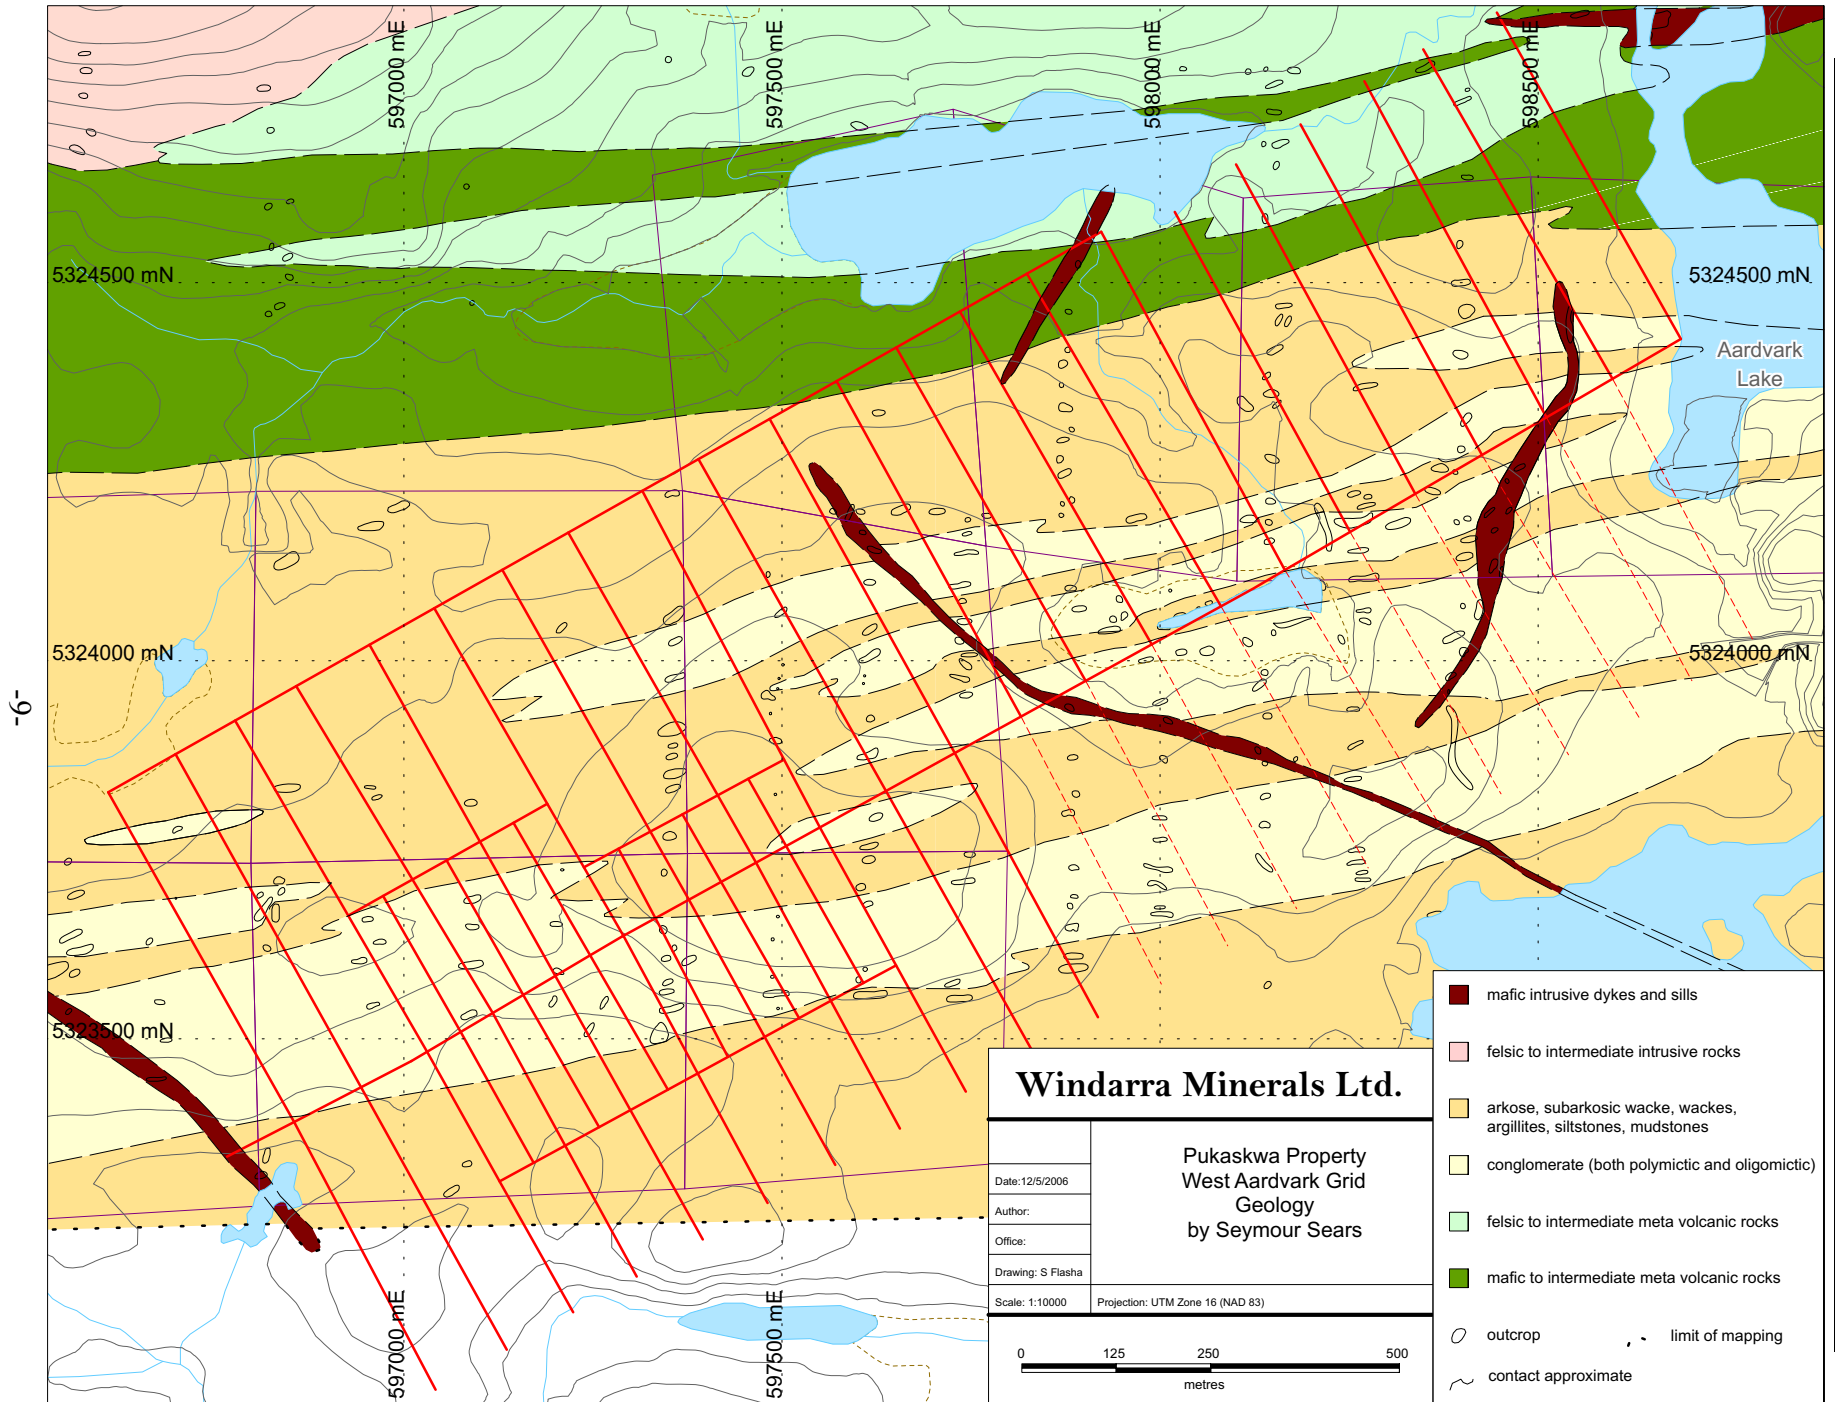 597000 mE
597500 mE
598000 mE
598500 mE
5324500 mN
5324500 mN
Aardvark
Lake
5324000 mN
5324000 mN
-9-
5323500 mN
597000 mE
597500 mE
Windarra Minerals Ltd.
Pukaskwa Property
West Aardvark Grid
Geology
by Seymour Sears
Date:12/5/2006
Author:
Office:
Drawing: S Flasha
Scale: 1:10000
Projection: UTM Zone 16 (NAD 83)
0 125 250 500
metres
mafic intrusive dykes and sills
felsic to intermediate intrusive rocks
arkose, subarkosic wacke, wackes,
argillites, siltstones, mudstones
conglomerate (both polymictic and oligomictic)
felsic to intermediate meta volcanic rocks
mafic to intermediate meta volcanic rocks
outcrop
limit of mapping
contact approximate